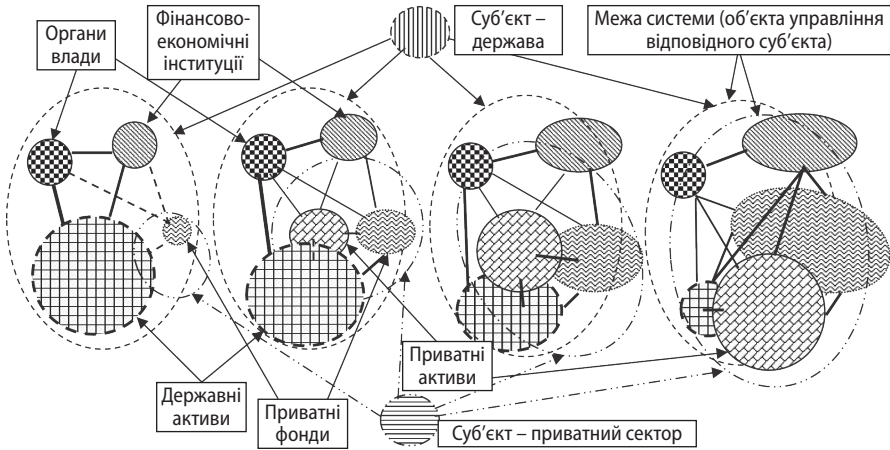 Органи
влади
Фінансово-
економічні
інституції
Суб’єкт –
держава
Межа системи (об’єкта управління
відповідного суб’єкта)
Державні
активи
Приватні
фонди
Приватні
активи
Суб’єкт – приватний сектор